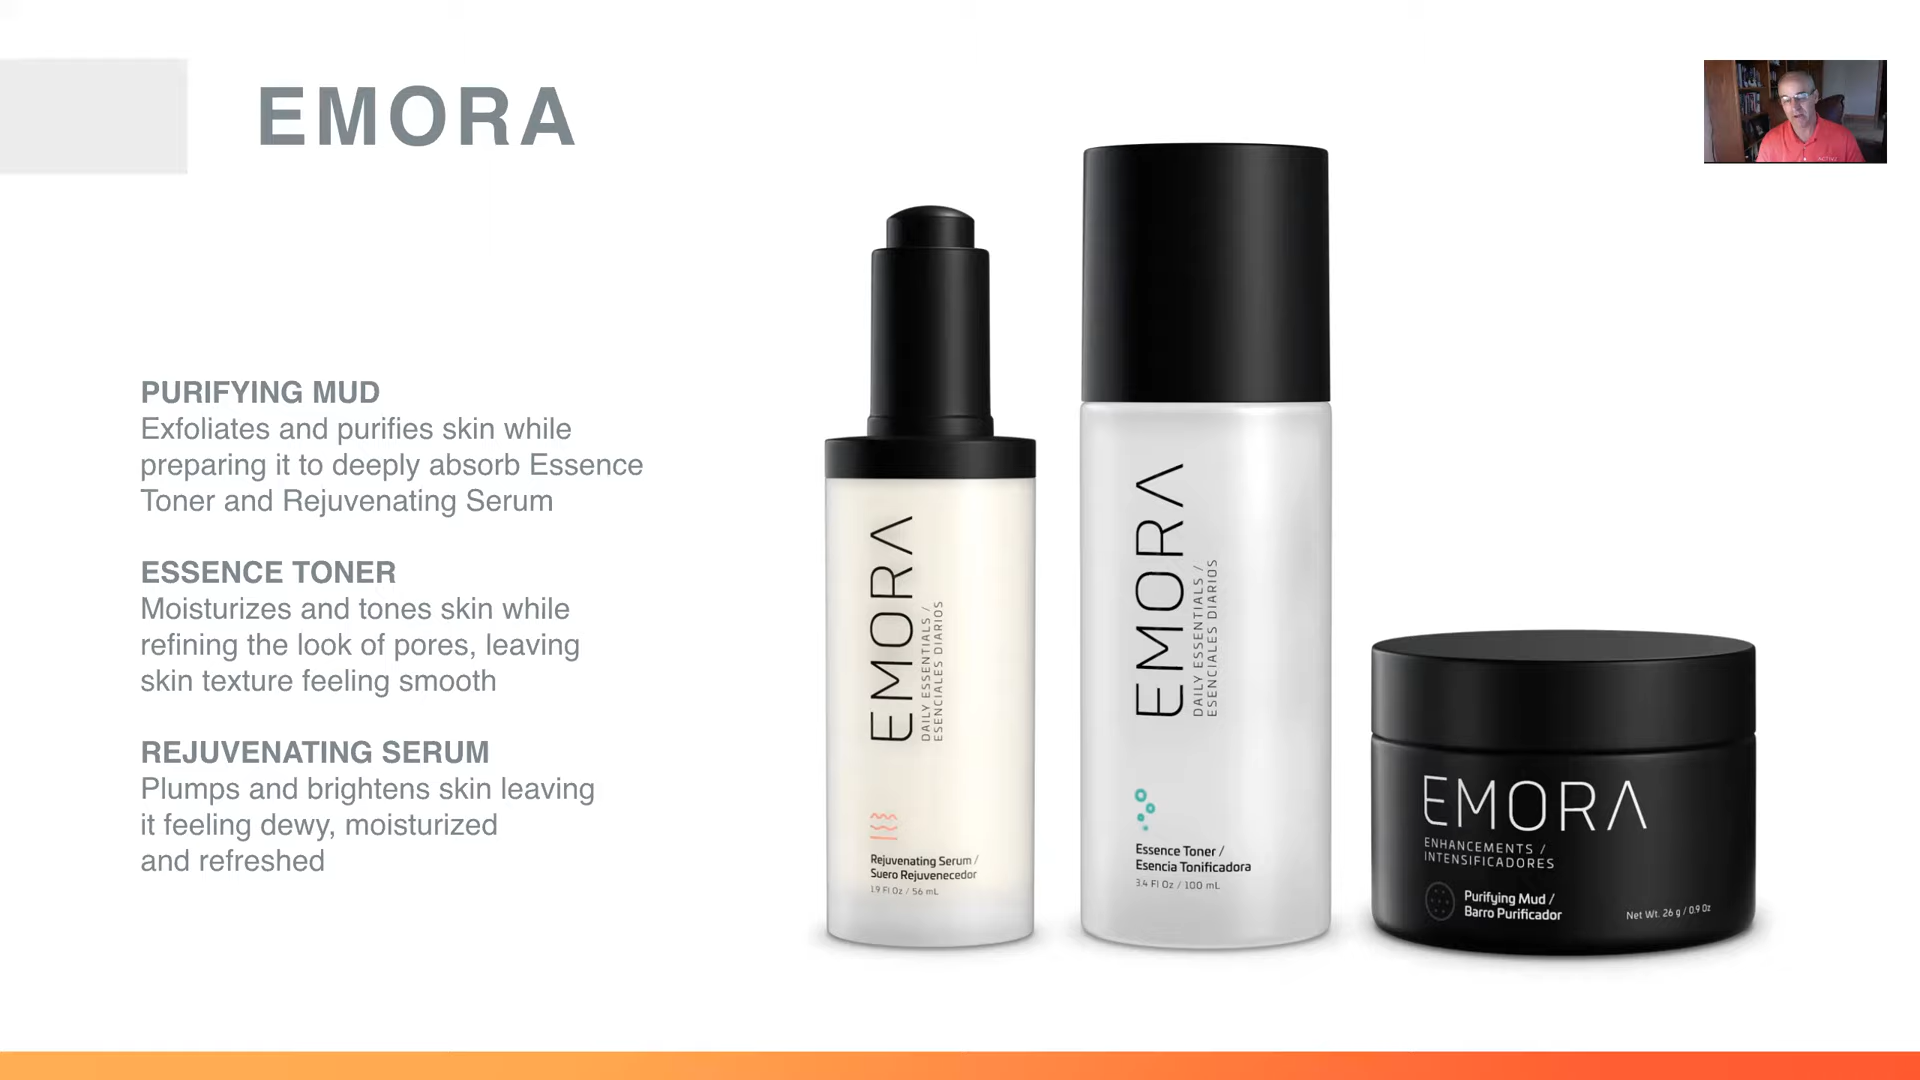 EMORA
PURIFYING MUD
Exfoliates and purifies skin while
preparing it to deeply absorb Essence
Toner and Rejuvenating Serum
ESSENCE TONER
Moisturizes and tones skin while
refining the look of pores, leaving
skin texture feeling smooth
REJUVENATING SERUM
Plumps and brightens skin leaving
it feeling dewy, moisturized
and refreshed
EMORA
DAILY ESSENTIALS /
ESENCIALES DIARIOS
Rejuvenating Serum /
Suero Rejuvenecedor
1.9 Fl Oz / 56 mL
EMORA
DAILY ESSENTIALS /
ESENCIALES DIARIOS
Essence Toner /
Esencia Tonificadora
3.4 Fl Oz / 100 mL
EMORA
ENHANCEMENTS /
INTENSIFICADORES
Purifying Mud /
Barro Purificador
Net Wt. 26 g / 0.9 Oz